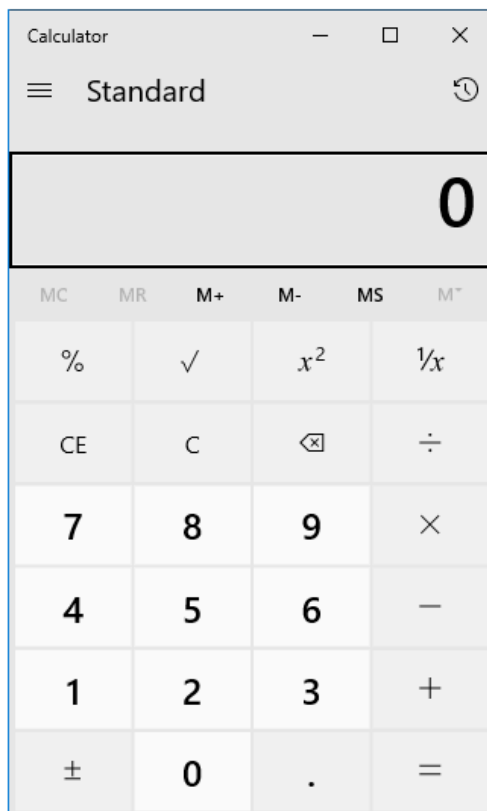 Calculator
Standard
0
MC MR M+ M- MS M˅
% √ x² ⅟x
CE C ÷
7 8 9 ×
4 5 6 −
1 2 3 +
± 0 . =